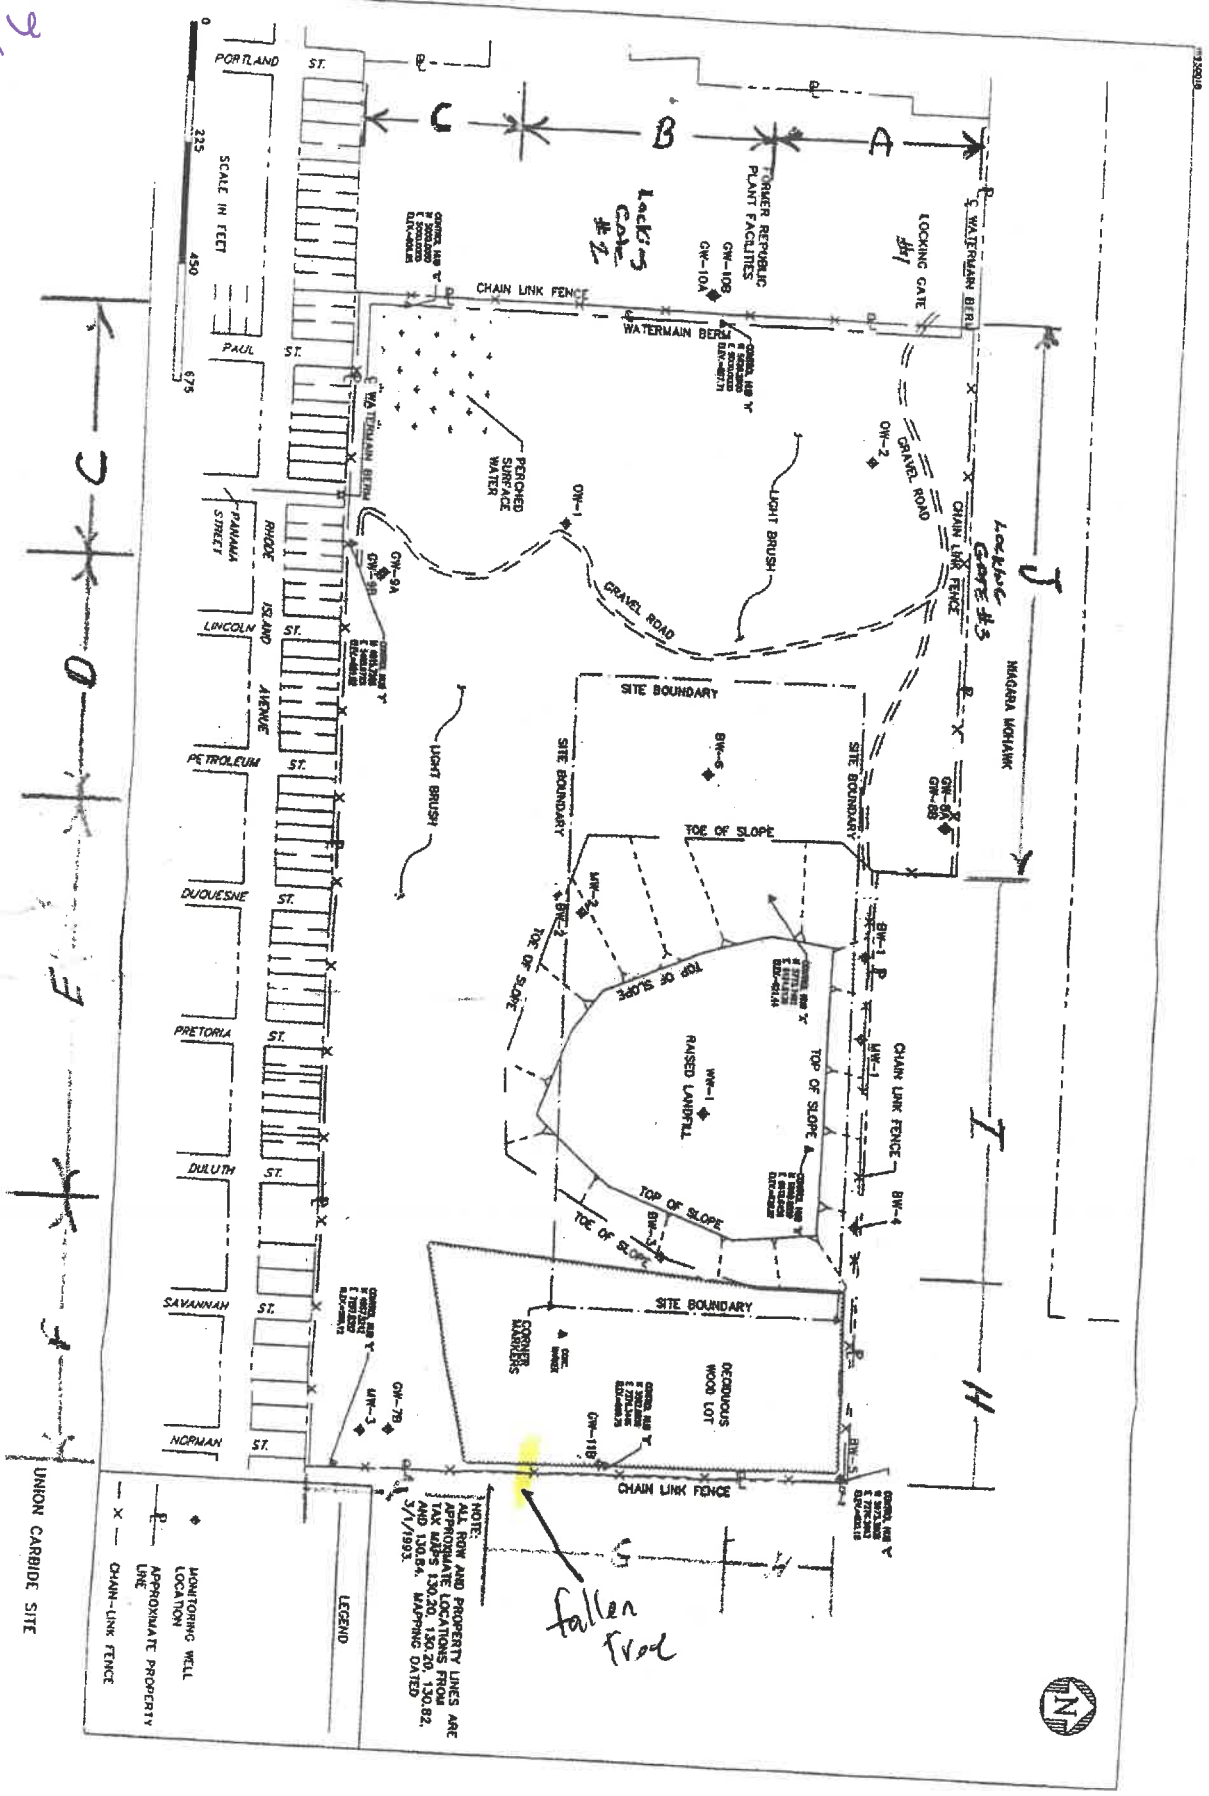 PORTLAND ST.
0
225
450
675
SCALE IN FEET
PAUL ST.
PANAMA
STREET
RHODE ISLAND AVENUE
LINCOLN ST.
PETROLEUM ST.
DUQUESNE ST.
PRETORIA ST.
DULUTH ST.
SAVANNAH ST.
NORMAN ST.
A
B
C
FORMER REPUBLIC
PLANT FACILITIES
GW-10B
GW-10A
Locking
Gate
#2
LOCKING GATE
#1
℄ WATERMAIN BERM
CHAIN LINK FENCE
WATERMAIN BERM
℄ WATERMAIN BERM
PERCHED
SURFACE
WATER
OW-1
OW-2
GRAVEL ROAD
GRAVEL ROAD
LIGHT BRUSH
LIGHT BRUSH
CHAIN LINK FENCE
Locking
GATE #3
J
NIAGARA MOHAWK
GW-9A
GW-9B
GW-8A
GW-8B
SITE BOUNDARY
SITE BOUNDARY
SITE BOUNDARY
BW-6
TOE OF SLOPE
MW-2
BW-2
TOE OF SLOPE
TOP OF SLOPE
BW-1
MW-1
CHAIN LINK FENCE
BW-4
WW-1
RAISED LANDFILL
TOP OF SLOPE
TOP OF SLOPE
BW-3
TOE OF SLOPE
I
H
SITE BOUNDARY
CORNER
MARKERS
DECIDUOUS
WOOD LOT
GW-11B
BW-5
GW-7B
MW-3
CHAIN LINK FENCE
G
fallen
tree
C
D
E
NOTE:
ALL ROW AND PROPERTY LINES ARE
APPROXIMATE LOCATIONS FROM
TAX MAPS 130.20, 130.20, 130.82,
AND 130.84. MAPPING DATED
3/1/1993.
LEGEND
MONITORING WELL
LOCATION
APPROXIMATE PROPERTY
LINE
CHAIN-LINK FENCE
N
UNION CARBIDE SITE